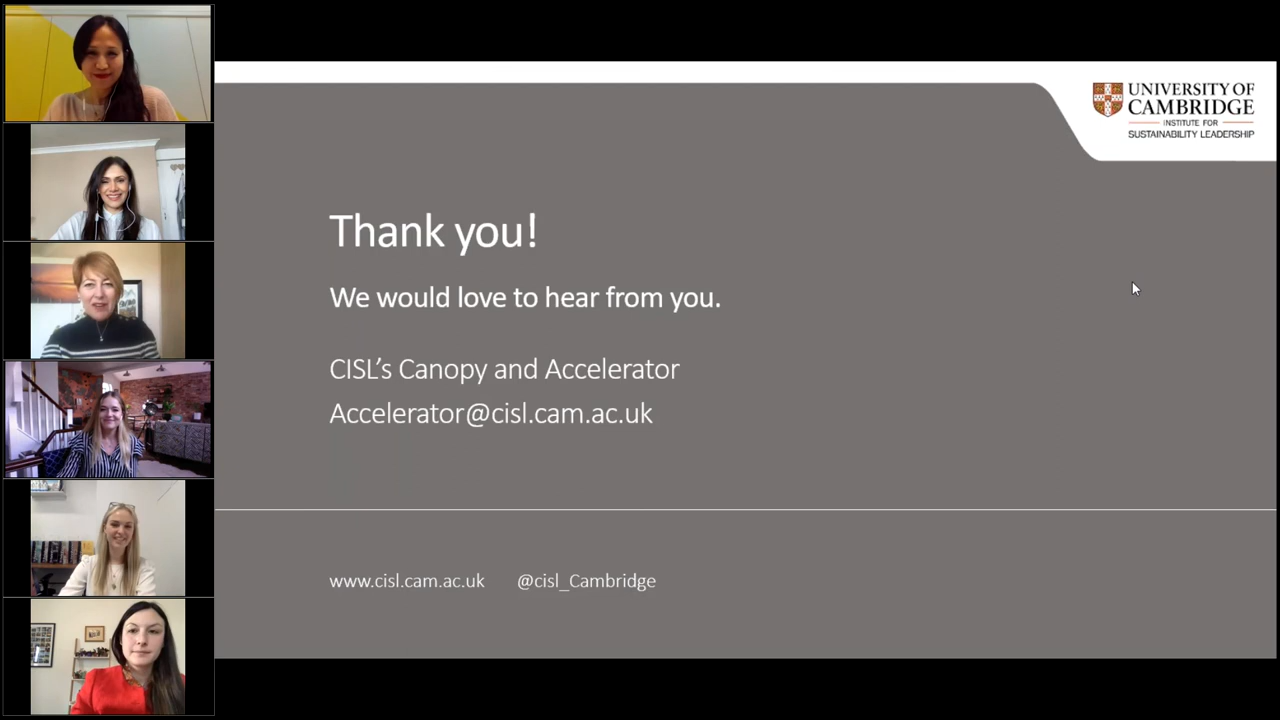 UNIVERSITY OF
CAMBRIDGE
INSTITUTE FOR
SUSTAINABILITY LEADERSHIP
Thank you!
We would love to hear from you.
CISL's Canopy and Accelerator
Accelerator@cisl.cam.ac.uk
www.cisl.cam.ac.uk @cisl_Cambridge